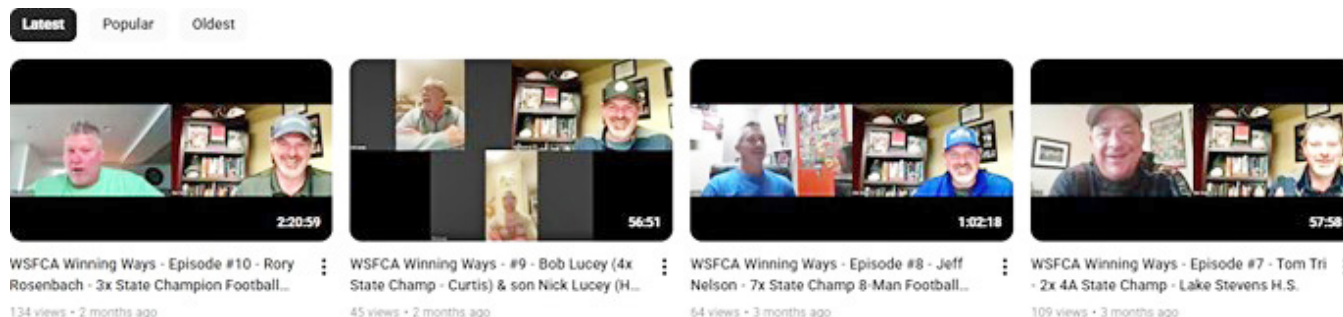 Latest
Popular
Oldest
2:20:59
56:51
1:02:18
57:58
WSFCA Winning Ways - Episode #10 - Rory
Rosenbach - 3x State Champion Football...
134 views • 2 months ago
WSFCA Winning Ways - #9 - Bob Lucey (4x
State Champ - Curtis) & son Nick Lucey (H...
45 views • 2 months ago
WSFCA Winning Ways - Episode #8 - Jeff
Nelson - 7x State Champ 8-Man Football...
64 views • 3 months ago
WSFCA Winning Ways - Episode #7 - Tom Tri
- 2x 4A State Champ - Lake Stevens H.S.
109 views • 3 months ago